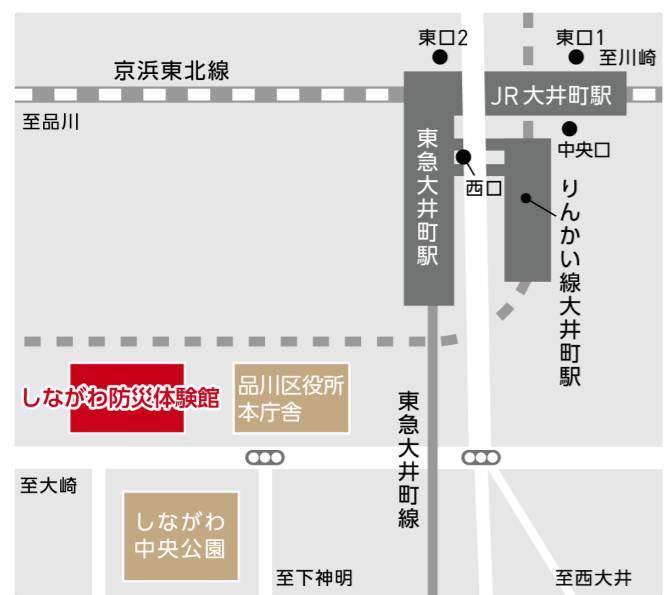 東口2
東口1
京浜東北線
至川崎
JR大井町駅
至品川
中央口
東急大井町駅
西口
りんかい線大井町駅
しながわ防災体験館
品川区役所
本庁舎
東急大井町線
至大崎
しながわ
中央公園
至下神明
至西大井